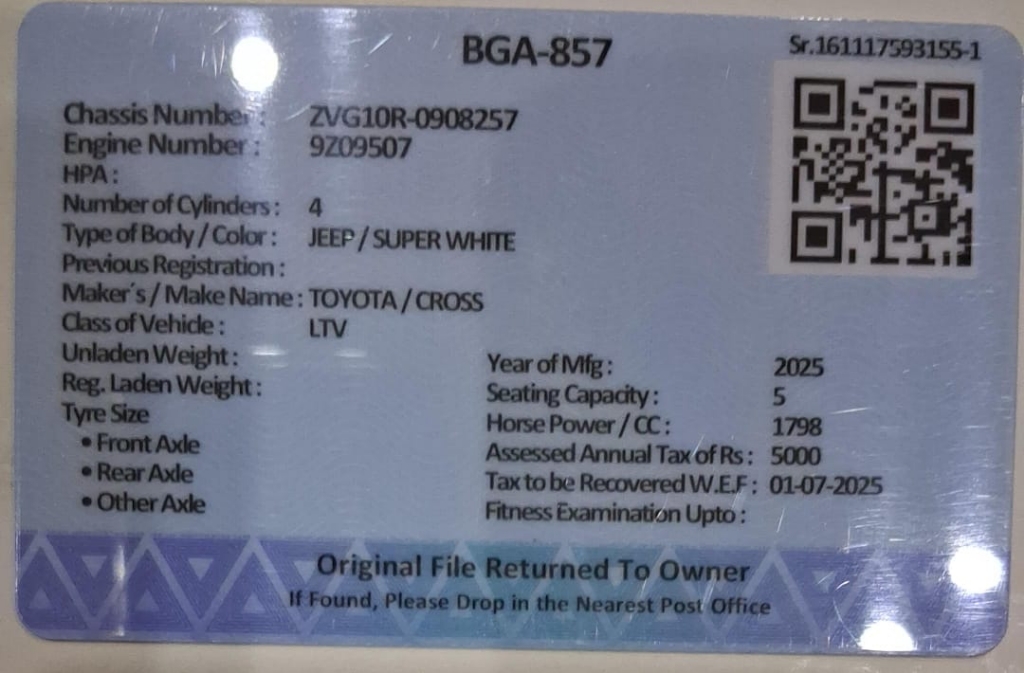 BGA-857
Sr.161117593155-1
Chassis Number : ZVG10R-0908257
Engine Number : 9Z09507
HPA :
Number of Cylinders : 4
Type of Body / Color : JEEP / SUPER WHITE
Previous Registration :
Maker's / Make Name : TOYOTA / CROSS
Class of Vehicle : LTV
Unladen Weight :
Reg. Laden Weight :
Tyre Size
• Front Axle
• Rear Axle
• Other Axle
Year of Mfg : 2025
Seating Capacity : 5
Horse Power / CC : 1798
Assessed Annual Tax of Rs : 5000
Tax to be Recovered W.E.F : 01-07-2025
Fitness Examination Upto :
Original File Returned To Owner
If Found, Please Drop in the Nearest Post Office